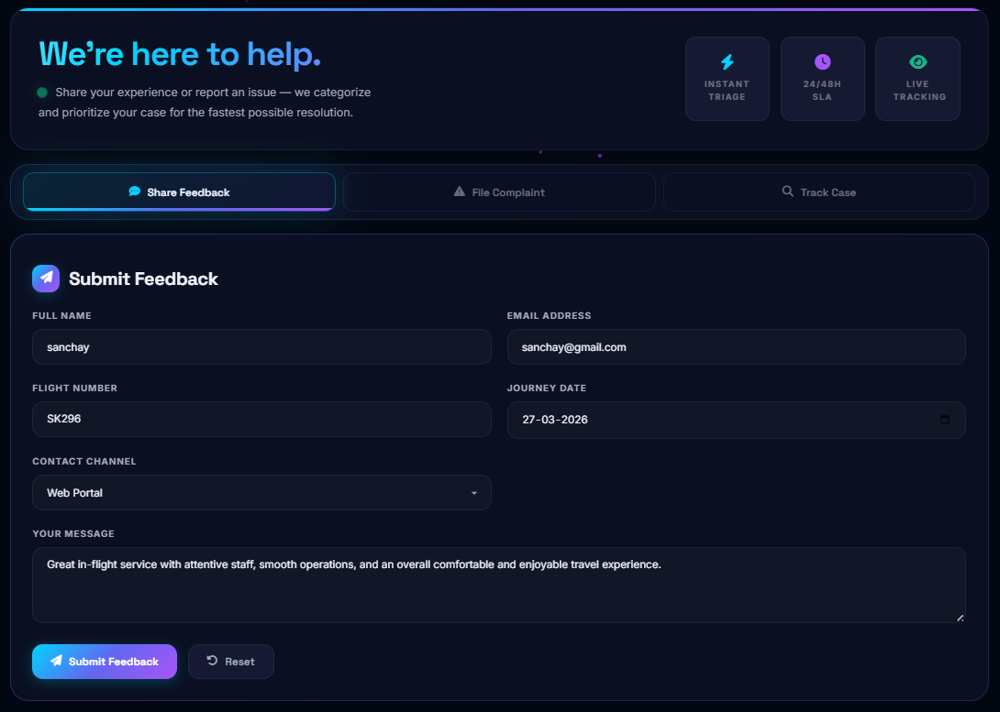 We're here to help.
Share your experience or report an issue — we categorize
and prioritize your case for the fastest possible resolution.
INSTANT
TRIAGE
24/48H
SLA
LIVE
TRACKING
Share Feedback
File Complaint
Track Case
Submit Feedback
FULL NAME
EMAIL ADDRESS
sanchay
sanchay@gmail.com
FLIGHT NUMBER
JOURNEY DATE
SK296
27-03-2026
CONTACT CHANNEL
Web Portal
YOUR MESSAGE
Great in-flight service with attentive staff, smooth operations, and an overall comfortable and enjoyable travel experience.
Submit Feedback
Reset